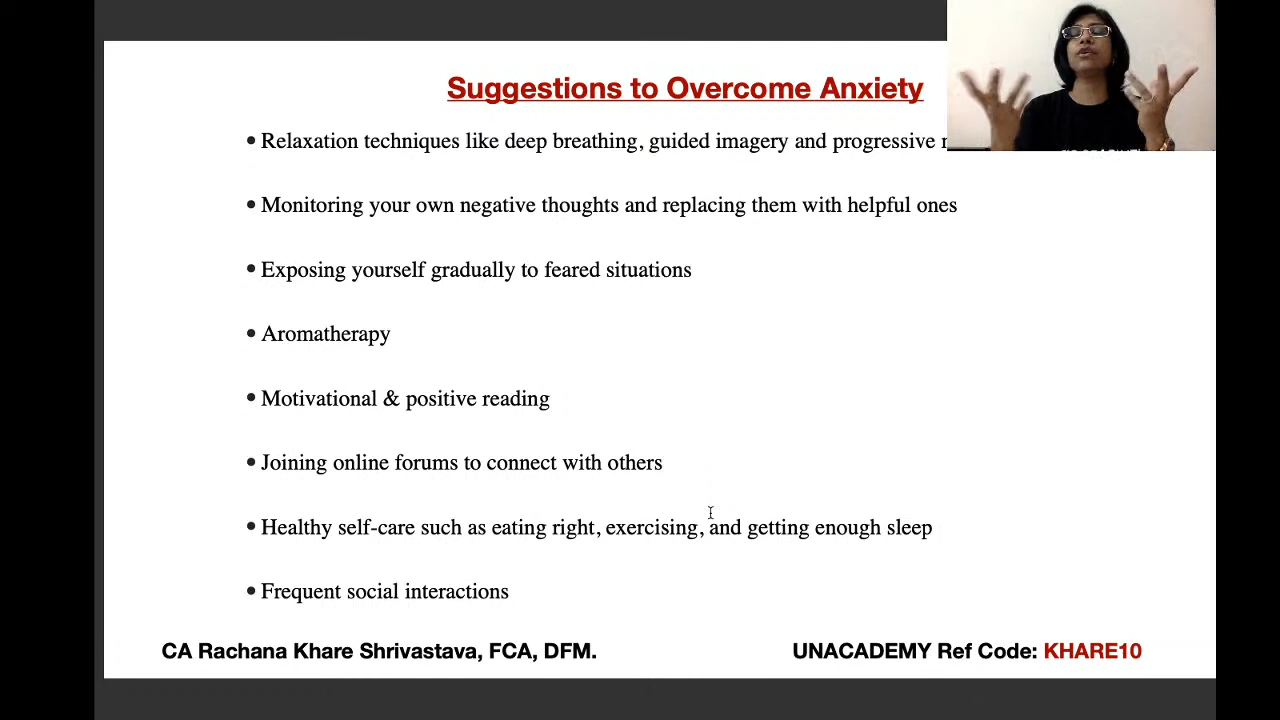 Suggestions to Overcome Anxiety
• Relaxation techniques like deep breathing, guided imagery and progressive
• Monitoring your own negative thoughts and replacing them with helpful ones
• Exposing yourself gradually to feared situations
• Aromatherapy
• Motivational & positive reading
• Joining online forums to connect with others
• Healthy self-care such as eating right, exercising, and getting enough sleep
• Frequent social interactions
CA Rachana Khare Shrivastava, FCA, DFM.
UNACADEMY Ref Code: KHARE10